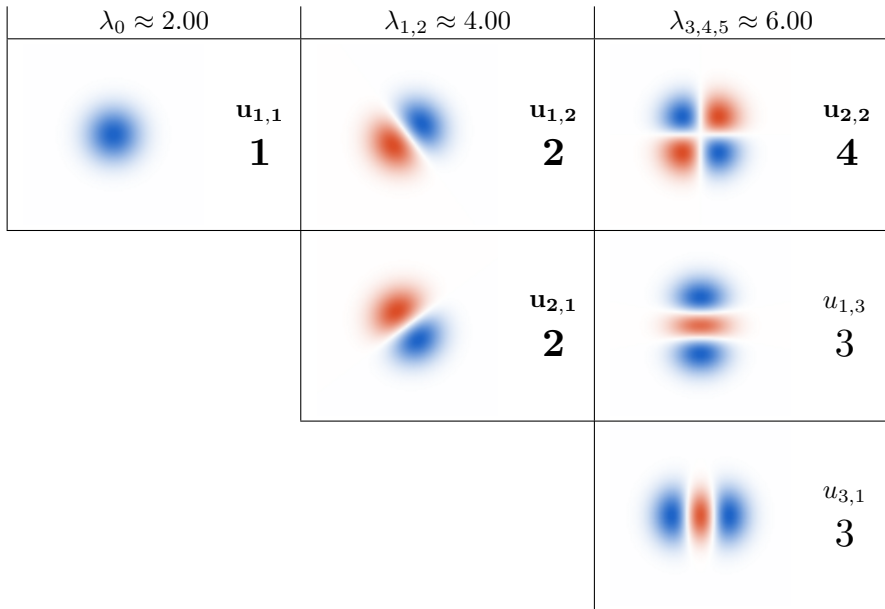 λ₀ ≈ 2.00
λ₁,₂ ≈ 4.00
λ₃,₄,₅ ≈ 6.00
u₁,₁
1
u₁,₂
2
u₂,₂
4
u₂,₁
2
u₁,₃
3
u₃,₁
3